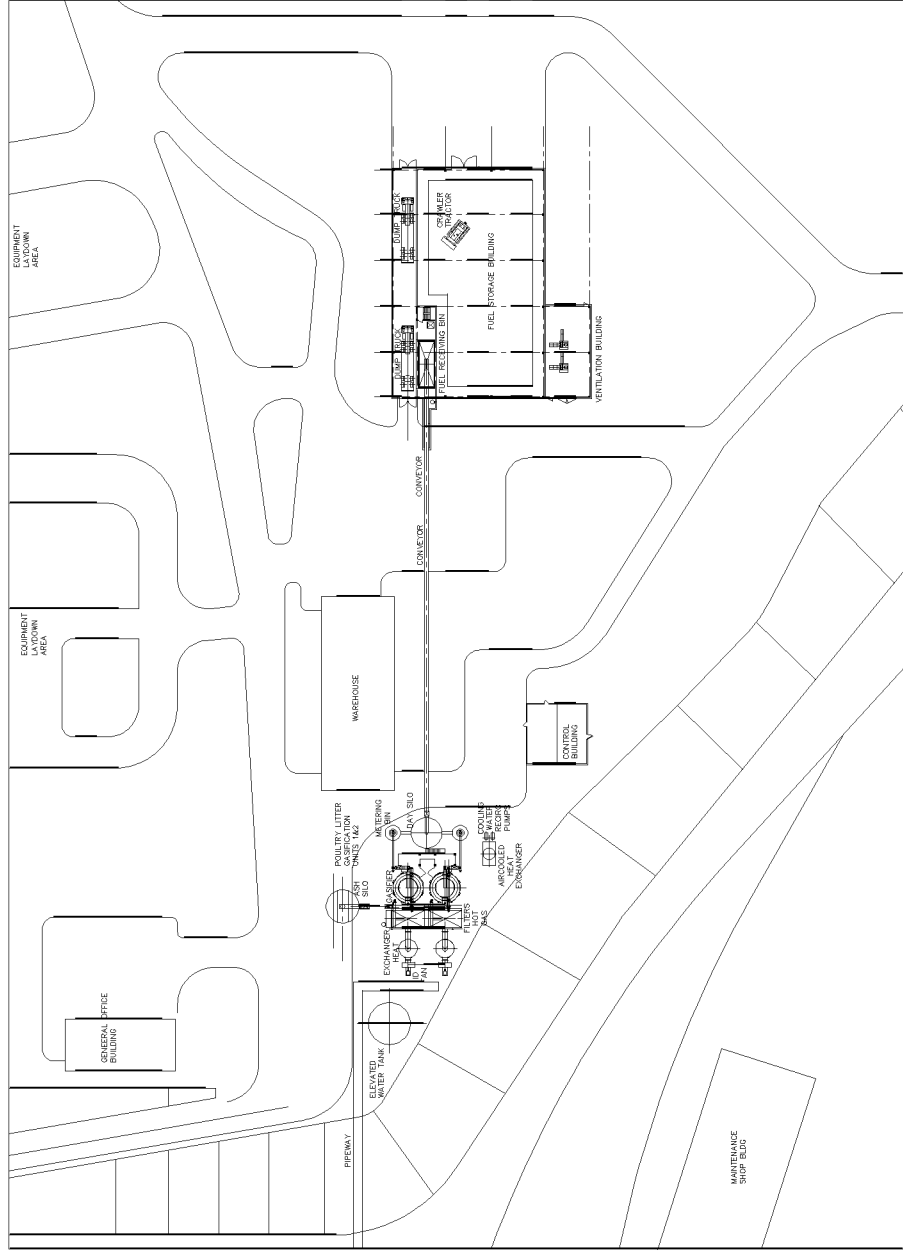 EQUIPMENT
LAYDOWN
AREA
DUMP TRUCK
CRAWLER
TRACTOR
FUEL STORAGE BUILDING
DUMP TRUCK
FUEL RECEIVING BIN
VENTILATION BUILDING
CONVEYOR
CONVEYOR
EQUIPMENT
LAYDOWN
AREA
WAREHOUSE
CONTROL
BUILDING
POULTRY LITTER
GASIFICATION
UNITS 1&2
METERING
BIN
DAY SILO
COOLING
WATER
RECIRC
PUMPS
AIRCOOLED
HEAT
EXCHANGER
ASH
SILO
GASIFIER
FILTERS
HOT
GAS
EXCHANGER
HEAT
ID
FAN
GENEERAL OFFICE
BUILDING
ELEVATED
WATER TANK
PIPEWAY
MAINTENANCE
SHOP BLDG